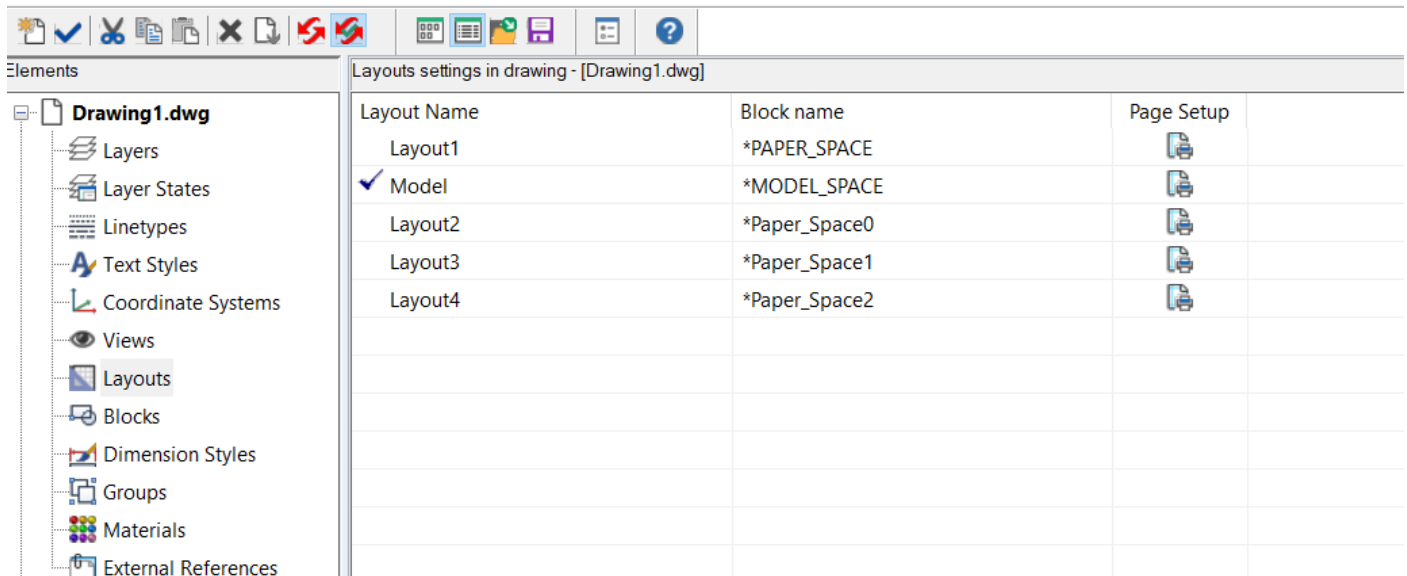 Elements
Layouts settings in drawing - [Drawing1.dwg]
Drawing1.dwg
Layers
Layer States
Linetypes
Text Styles
Coordinate Systems
Views
Layouts
Blocks
Dimension Styles
Groups
Materials
External References
Layout Name Block name Page Setup
Layout1 *PAPER_SPACE
Model *MODEL_SPACE
Layout2 *Paper_Space0
Layout3 *Paper_Space1
Layout4 *Paper_Space2